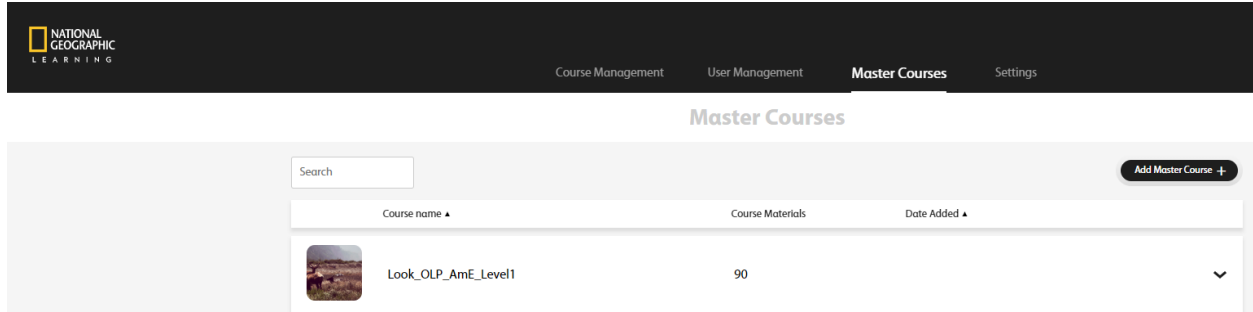 NATIONAL
GEOGRAPHIC
LEARNING
Course Management User Management Master Courses Settings
Master Courses
Search
Add Master Course +
Course name ▲ Course Materials Date Added ▲
Look_OLP_AmE_Level1 90